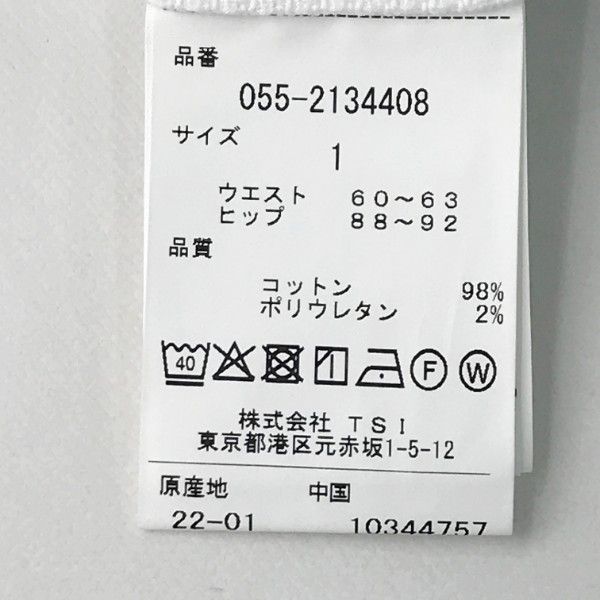 品番
055-2134408
サイズ
1
ウエスト 60～63
ヒップ 88～92
品質
コットン 98%
ポリウレタン 2%
40 F W
株式会社 TSI
東京都港区元赤坂1-5-12
原産地 中国
22-01 10344757